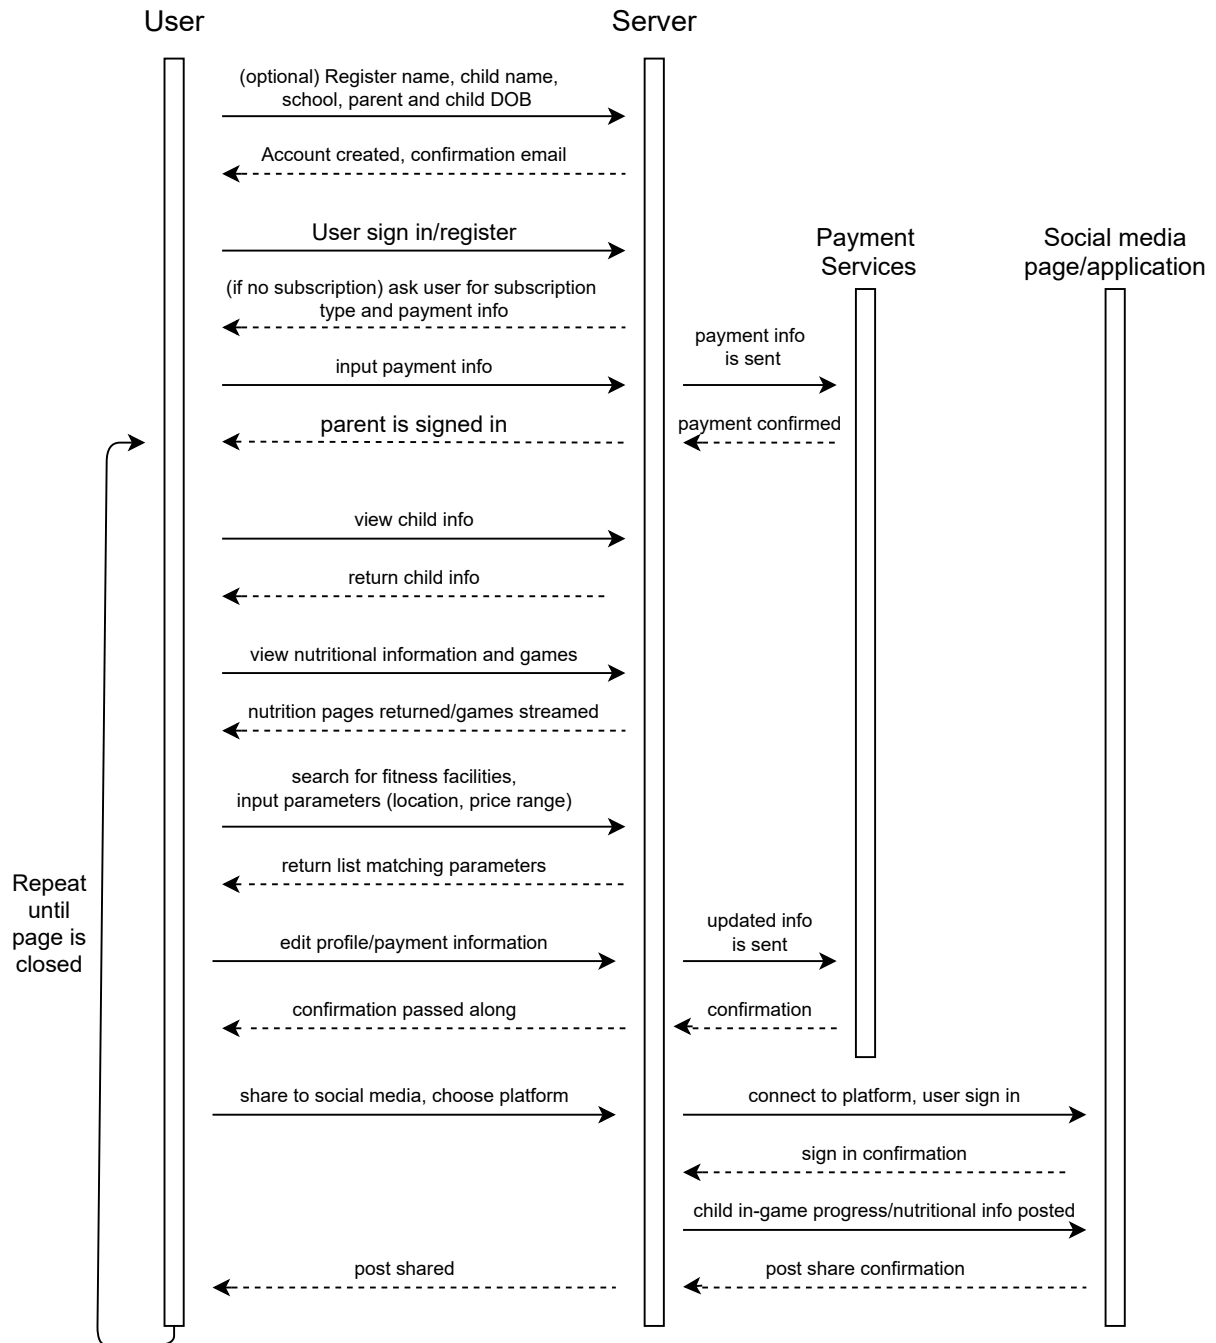 User
Server
(optional) Register name, child name,
school, parent and child DOB
Account created, confirmation email
User sign in/register
Payment
Services
Social media
page/application
(if no subscription) ask user for subscription
type and payment info
payment info
is sent
input payment info
parent is signed in
payment confirmed
view child info
return child info
view nutritional information and games
nutrition pages returned/games streamed
search for fitness facilities,
input parameters (location, price range)
return list matching parameters
Repeat
until
page is
closed
updated info
is sent
edit profile/payment information
confirmation passed along
confirmation
share to social media, choose platform
connect to platform, user sign in
sign in confirmation
child in-game progress/nutritional info posted
post shared
post share confirmation